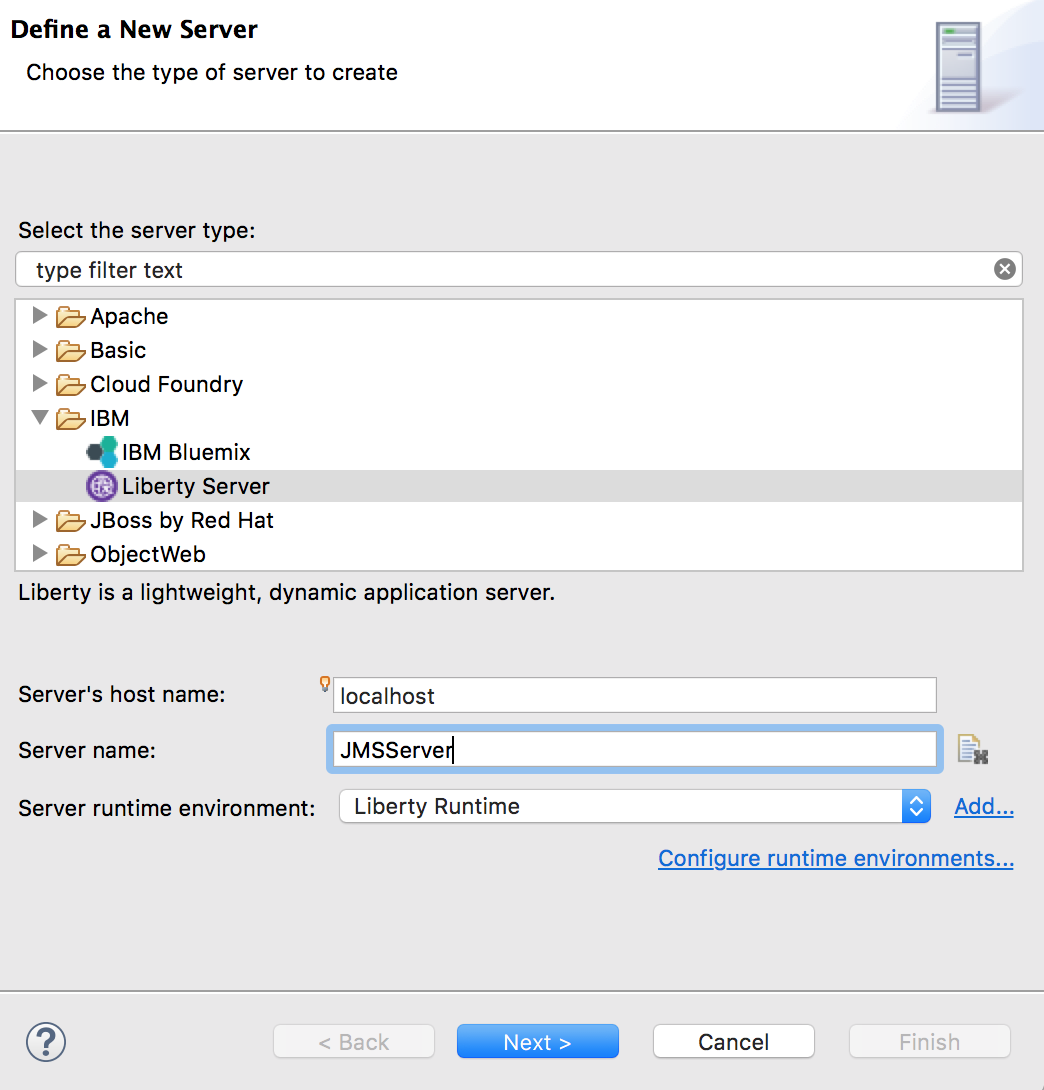 Define a New Server
Choose the type of server to create
Select the server type:
type filter text
Apache
Basic
Cloud Foundry
IBM
IBM Bluemix
Liberty Server
JBoss by Red Hat
ObjectWeb
Liberty is a lightweight, dynamic application server.
Server's host name: localhost
Server name: JMSServer
Server runtime environment: Liberty Runtime Add...
Configure runtime environments...
? < Back Next > Cancel Finish